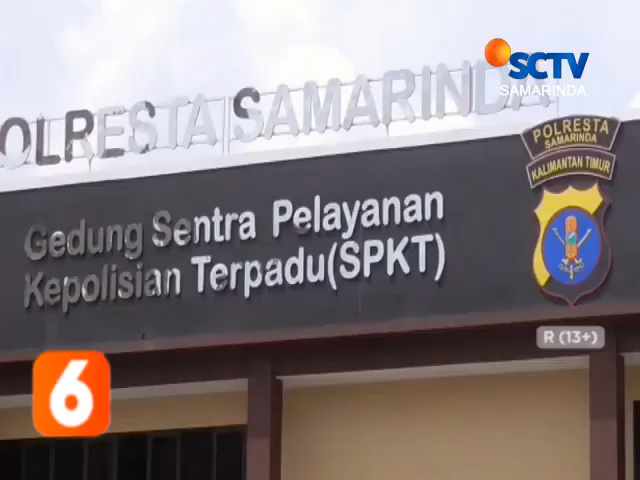 SCTV
SAMARINDA
POLRESTA SAMARINDA
POLRESTA
SAMARINDA
KALIMANTAN TIMUR
Gedung Sentra Pelayanan
Kepolisian Terpadu(SPKT)
R (13+)
6